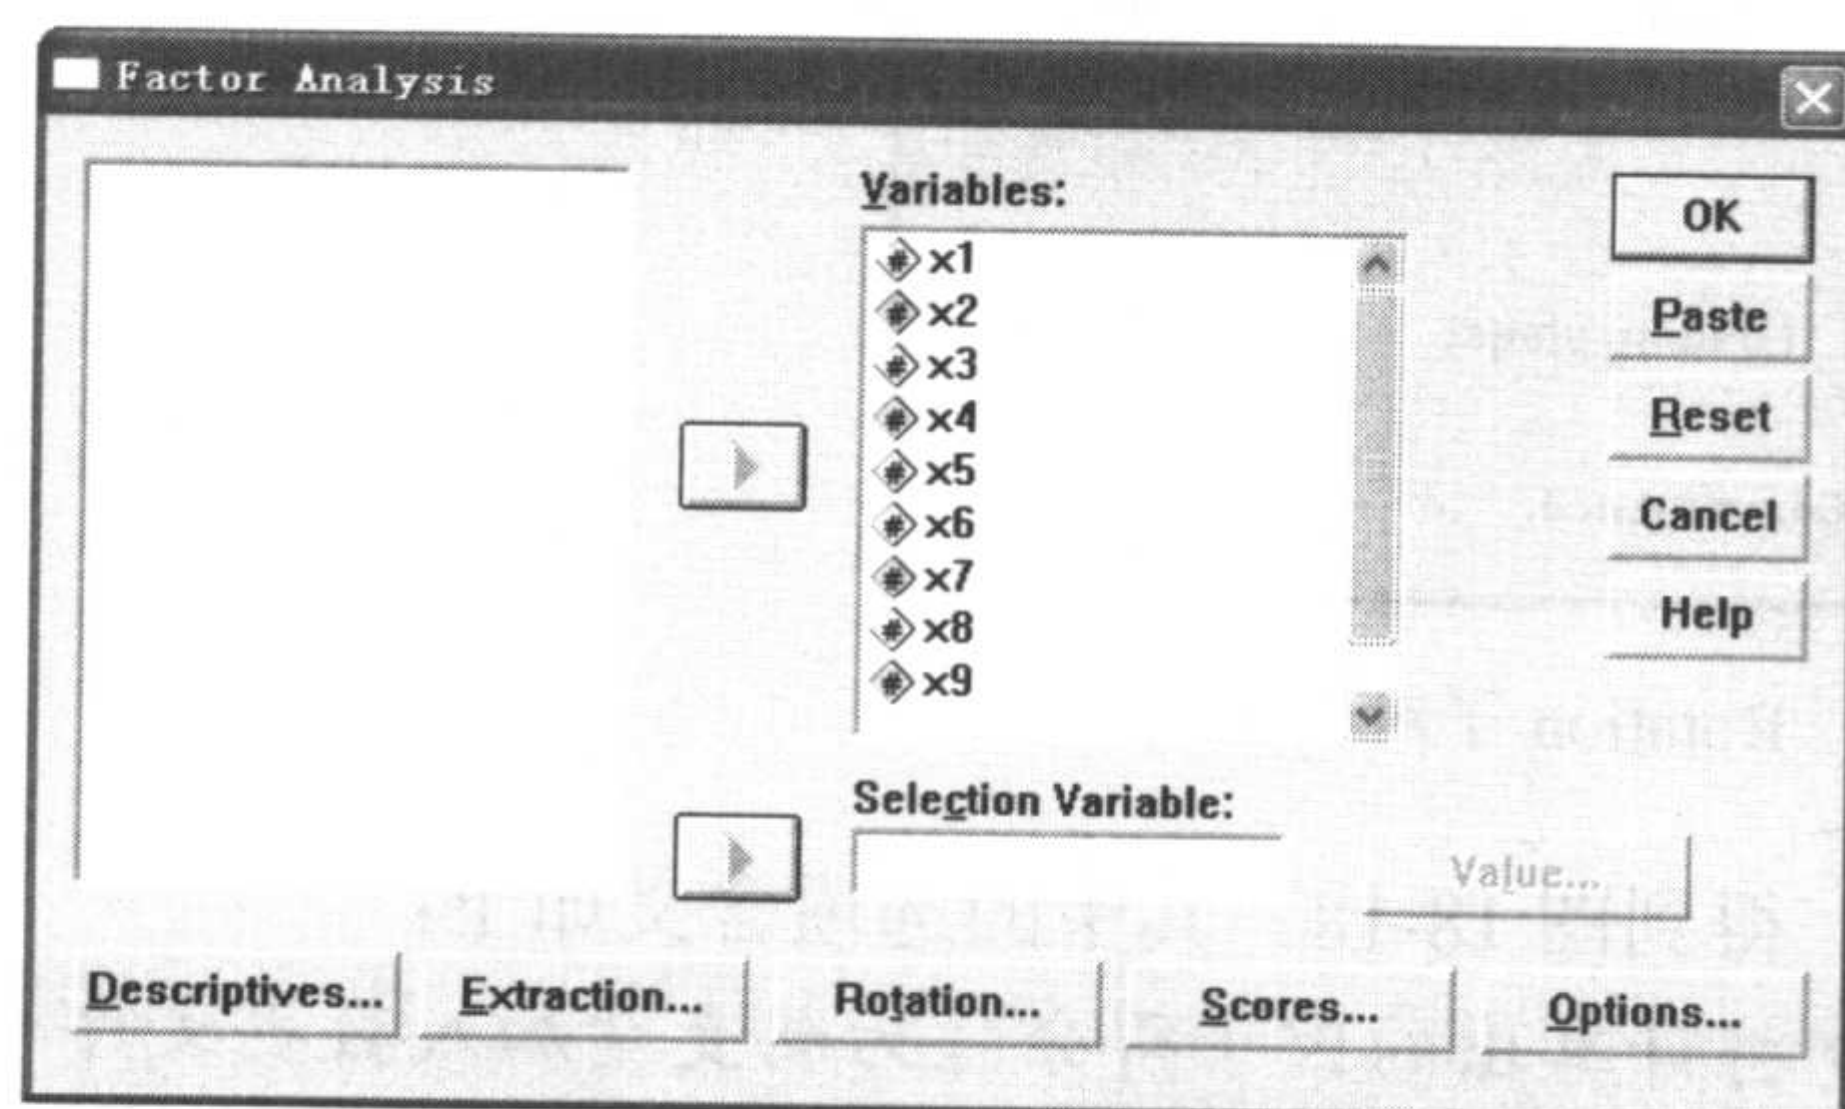 Factor Analysis
Variables:
x1
x2
x3
x4
x5
x6
x7
x8
x9
OK
Paste
Reset
Cancel
Help
Selection Variable:
Value...
Descriptives...
Extraction...
Rotation...
Scores...
Options...